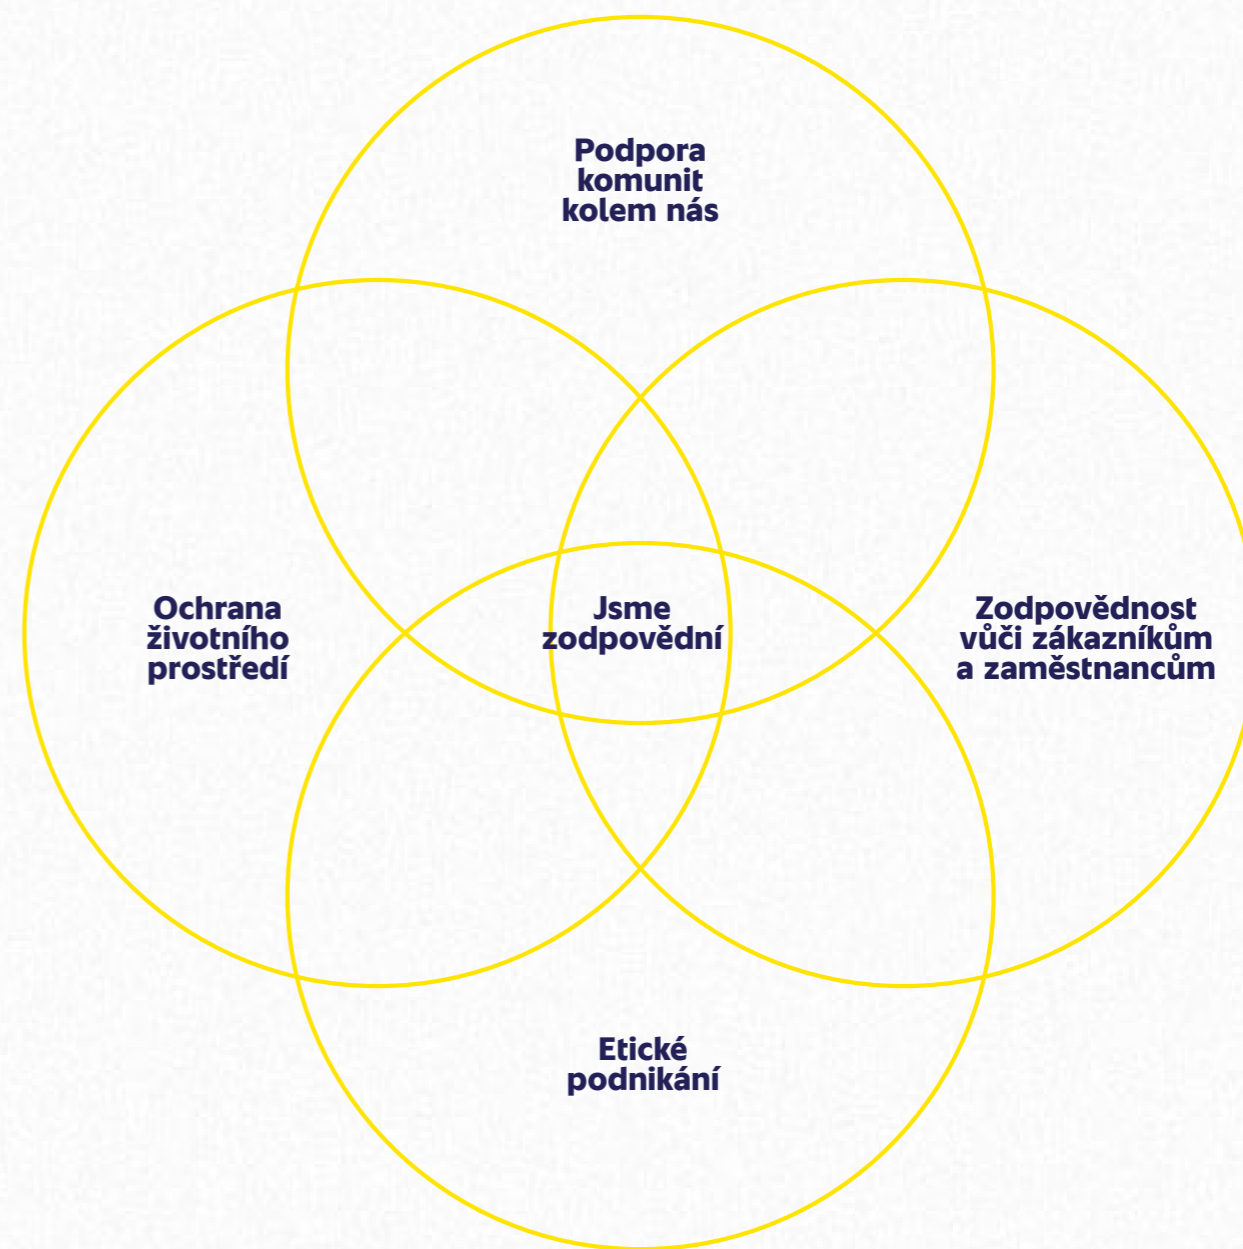 Podpora
komunit
kolem nás
Ochrana
životního
prostředí
Jsme
zodpovědní
Zodpovědnost
vůči zákazníkům
a zaměstnancům
Etické
podnikání